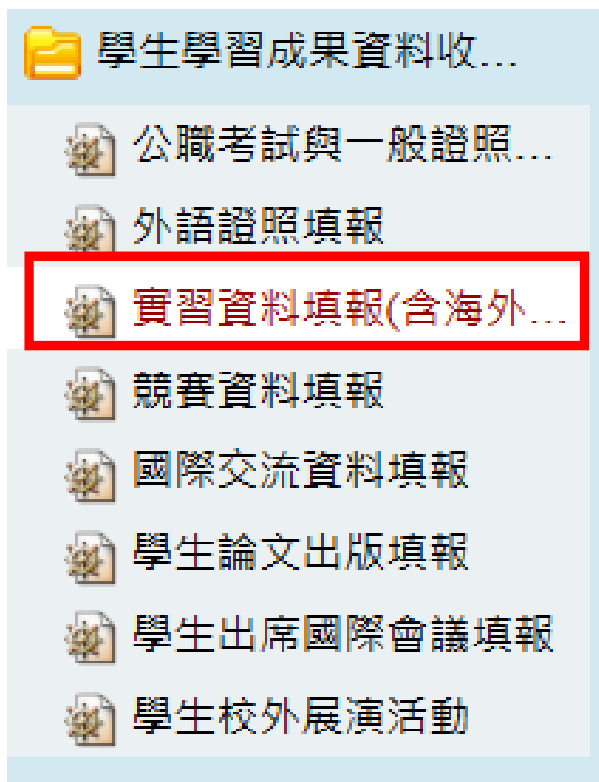 學生學習成果資料收...
公職考試與一般證照...
外語證照填報
實習資料填報(含海外...
競賽資料填報
國際交流資料填報
學生論文出版填報
學生出席國際會議填報
學生校外展演活動